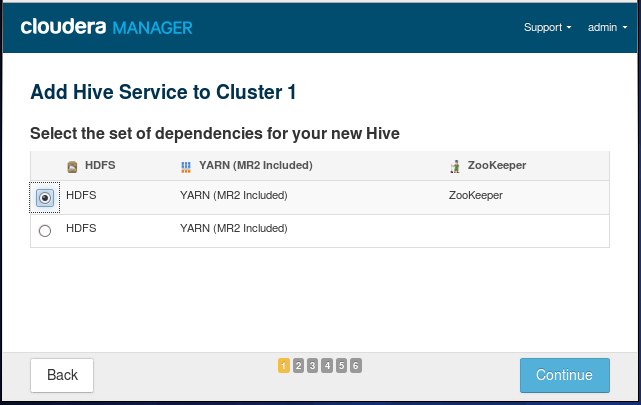 cloudera MANAGER
Support admin
Add Hive Service to Cluster 1
Select the set of dependencies for your new Hive
HDFS YARN (MR2 Included) ZooKeeper
HDFS YARN (MR2 Included) ZooKeeper
HDFS YARN (MR2 Included)
Back 1 2 3 4 5 6 Continue